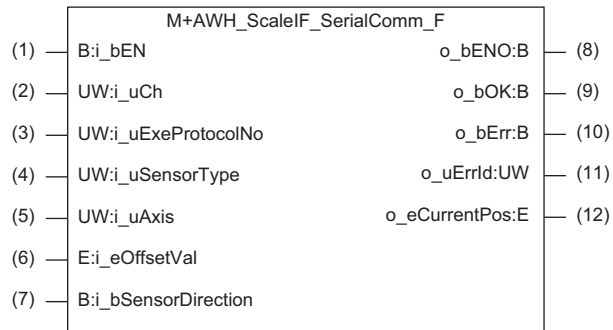 M+AWH_ScaleIF_SerialComm_F
(1) B:i_bEN o_bENO:B (8)
(2) UW:i_uCh o_bOK:B (9)
(3) UW:i_uExeProtocolNo o_bErr:B (10)
(4) UW:i_uSensorType o_uErrId:UW (11)
(5) UW:i_uAxis o_eCurrentPos:E (12)
(6) E:i_eOffsetVal
(7) B:i_bSensorDirection